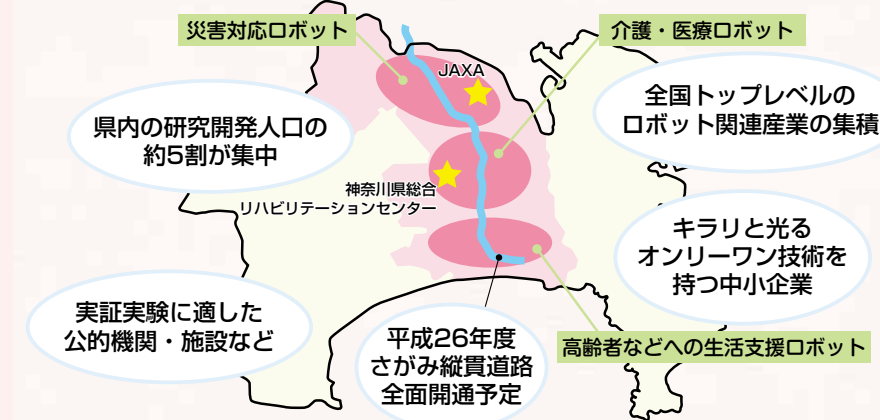 災害対応ロボット
介護・医療ロボット
JAXA
県内の研究開発人口の
約5割が集中
全国トップレベルの
ロボット関連産業の集積
神奈川県総合
リハビリテーションセンター
キラリと光る
オンリーワン技術を
持つ中小企業
実証実験に適した
公的機関・施設など
平成26年度
さがみ縦貫道路
全面開通予定
高齢者などへの生活支援ロボット